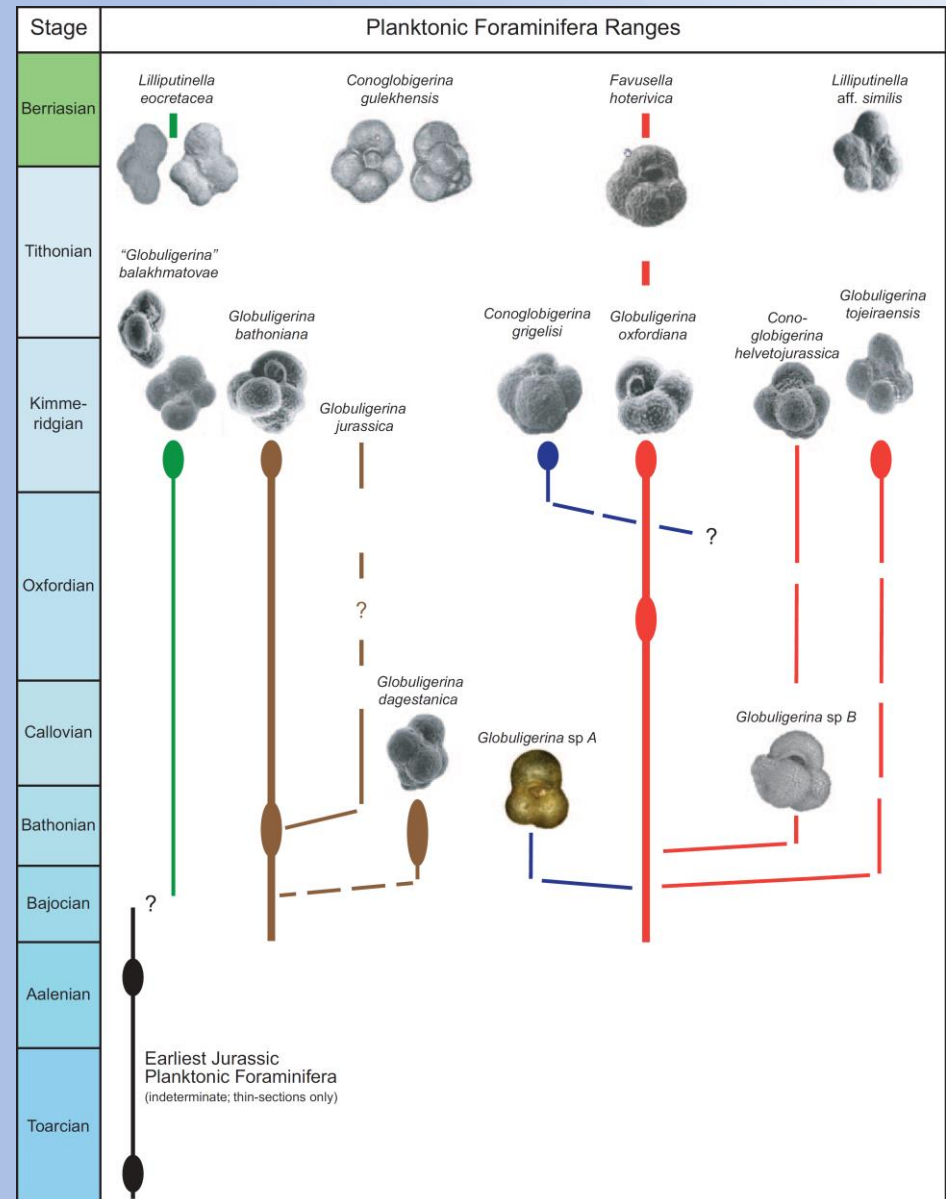 Stage
Planktonic Foraminifera Ranges
Berriasian
Lilliputinella
eocretacea
Conoglobigerina
gulekhensis
Favusella
hoterivica
Lilliputinella
aff. similis
Tithonian
"Globuligerina"
balakhmatovae
Globuligerina
bathoniana
Conoglobigerina
grigelisi
Globuligerina
oxfordiana
Cono-
globigerina
helvetojurassica
Globuligerina
tojeiraensis
Kimme-
ridgian
Globuligerina
jurassica
?
Oxfordian
?
Globuligerina
dagestanica
Callovian
Globuligerina sp A
Globuligerina sp B
Bathonian
Bajocian
?
Aalenian
Earliest Jurassic
Planktonic Foraminifera
(indeterminate; thin-sections only)
Toarcian